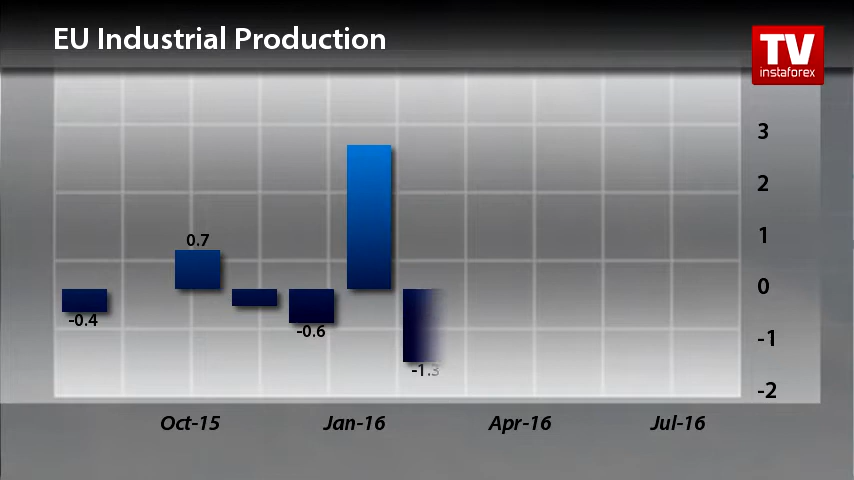 EU Industrial Production
TV
instaforex
3
2
1
0
-1
-2
0.7
-0.4
-0.6
-1.3
Oct-15
Jan-16
Apr-16
Jul-16